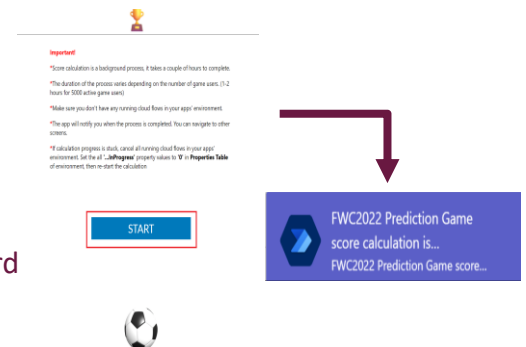 Important!
*Score calculation is a background process, it takes a couple of hours to complete.
*The duration of the process varies depending on the number of game users. (1-2
hours for 5000 active game users)
*Make sure you don't have any running cloud flows in your apps' environment.
*The app will notify you when the process is completed. You can navigate to other
screens.
*If calculation progress is stuck, cancel all running cloud flows in your apps'
environment. Set the all '...InProgress' property values to '0' in Properties Table
of environment, then re-start the calculation
START
FWC2022 Prediction Game
score calculation is...
FWC2022 Prediction Game score...
rd